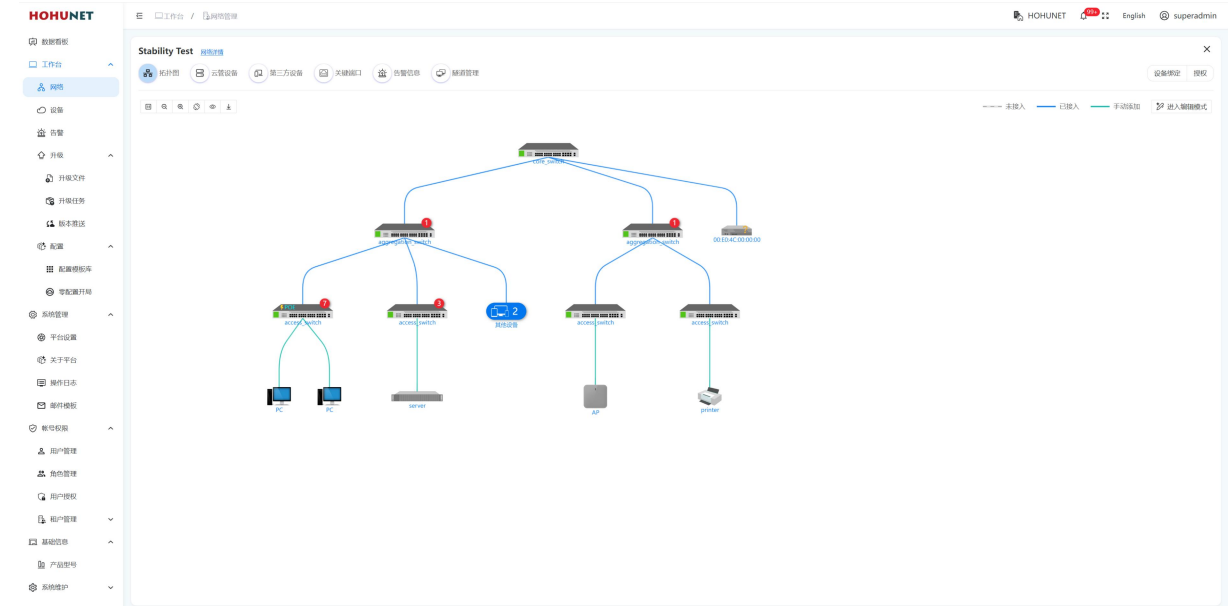 HOHUNET
工作台 / 网络管理
HOHUNET
99+
English
superadmin
数据看板
工作台
网络
设备
告警
升级
升级文件
升级任务
版本推送
配置
配置模板库
零配置开局
系统管理
平台设置
关于平台
操作日志
邮件模板
帐号权限
用户管理
角色管理
用户授权
租户管理
基础信息
产品型号
系统维护
Stability Test 网络详情
拓扑图
云管设备
第三方设备
关键端口
告警信息
隧道管理
设备绑定 授权
未接入
已接入
手动添加
进入编辑模式
core_switch
1
aggregation_switch
1
aggregation_switch
00:E0:4C:00:00:00
7
access_switch
3
access_switch
2
其他设备
access_switch
access_switch
PC
PC
server
AP
printer